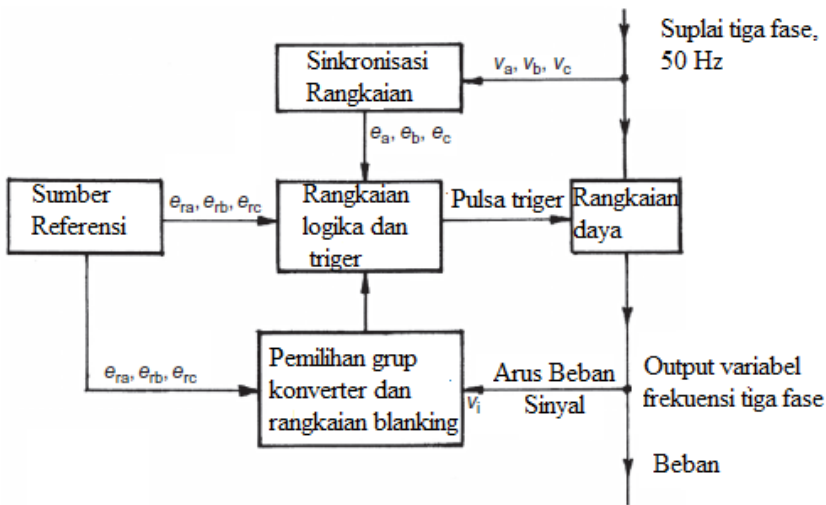 Suplai tiga fase,
50 Hz
Sinkronisasi
Rangkaian
va, vb, vc
ea, eb, ec
Sumber
Referensi
era, erb, erc
Rangkaian
logika dan
triger
Pulsa triger
Rangkaian
daya
era, erb, erc
Pemilihan grup
konverter dan
rangkaian blanking
Arus Beban
Sinyal
vi
Output variabel
frekuensi tiga fase
Beban